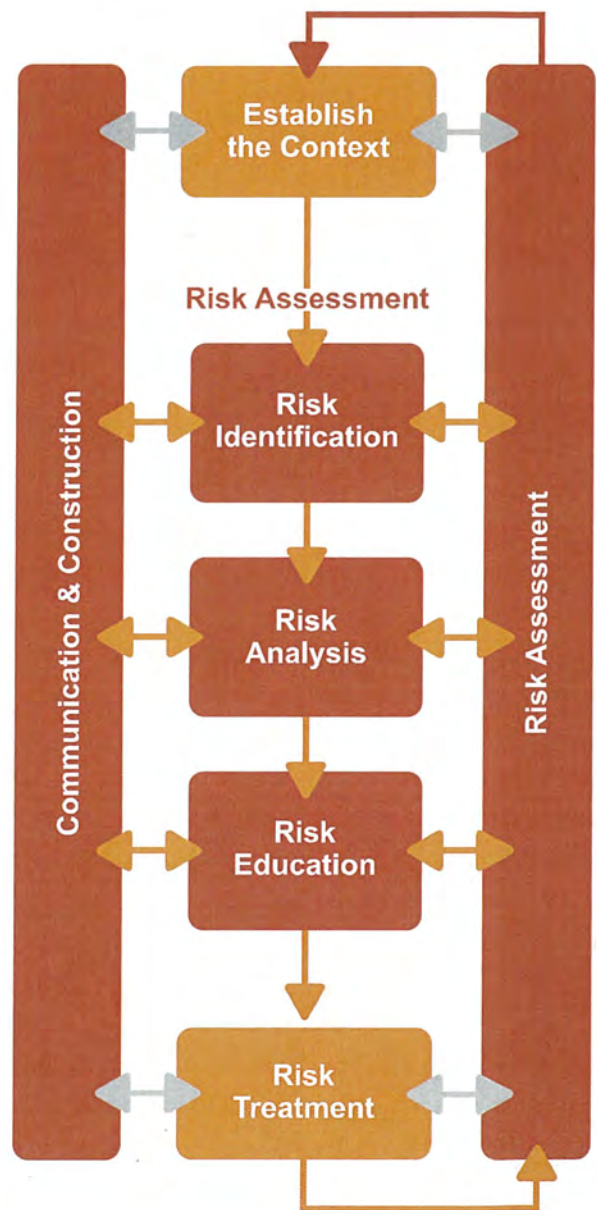 Establish
the Context
Risk Assessment
Risk
Identification
Risk
Analysis
Risk
Education
Risk
Treatment
Communication & Construction
Risk Assessment